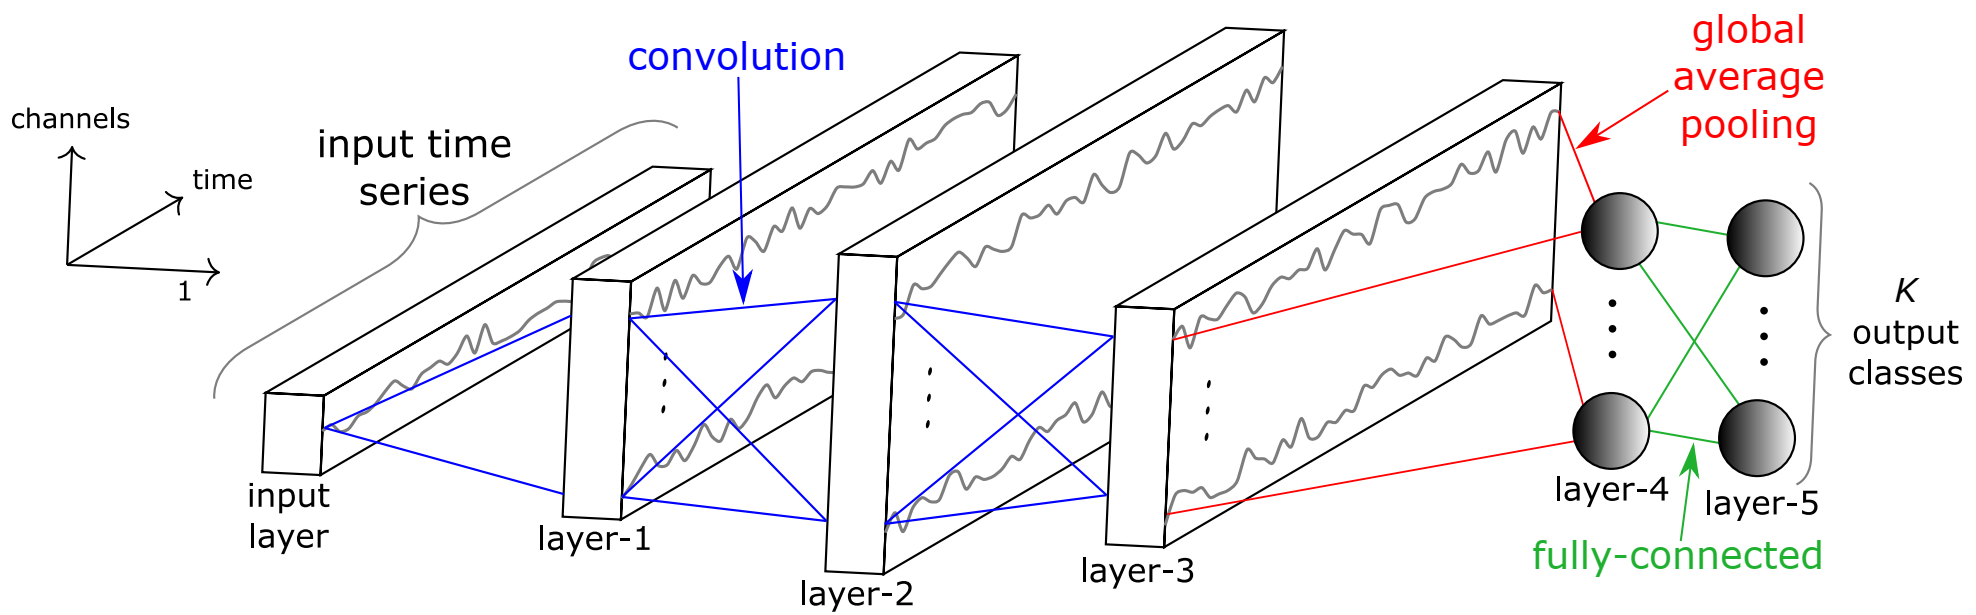 channels
time
1
input time
series
convolution
global
average
pooling
K
output
classes
input
layer
layer-1
layer-2
layer-3
layer-4
layer-5
fully-connected